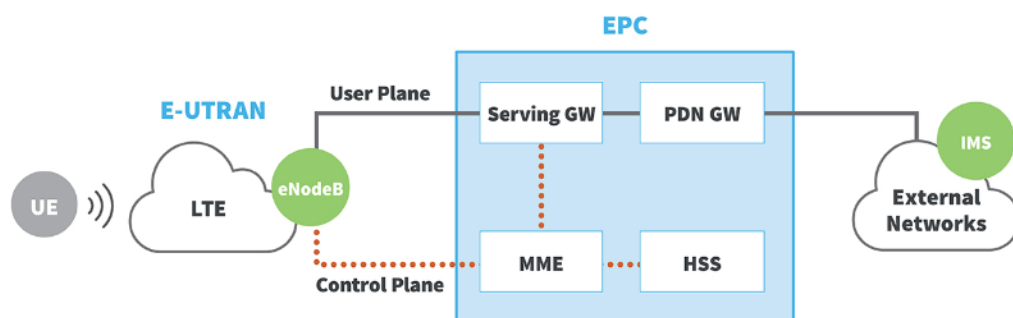 EPC
User Plane
E-UTRAN
Serving GW
PDN GW
IMS
UE
LTE
eNodeB
External
Networks
MME
HSS
Control Plane